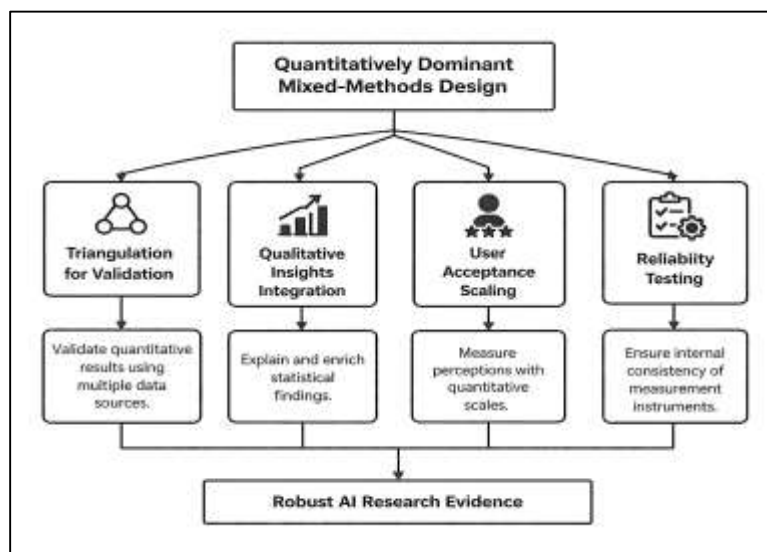 Quantitatively Dominant
Mixed-Methods Design
Triangulation
for Validation
Qualitative
Insights
Integration
User
Acceptance
Scaling
Reliabiity
Testing
Validate quantitative
results using
multiple data
sources.
Explain and enrich
statistical
findings.
Measure
perceptions with
quantitative
scales.
Ensure internal
consistency of
measurement
instruments.
Robust AI Research Evidence